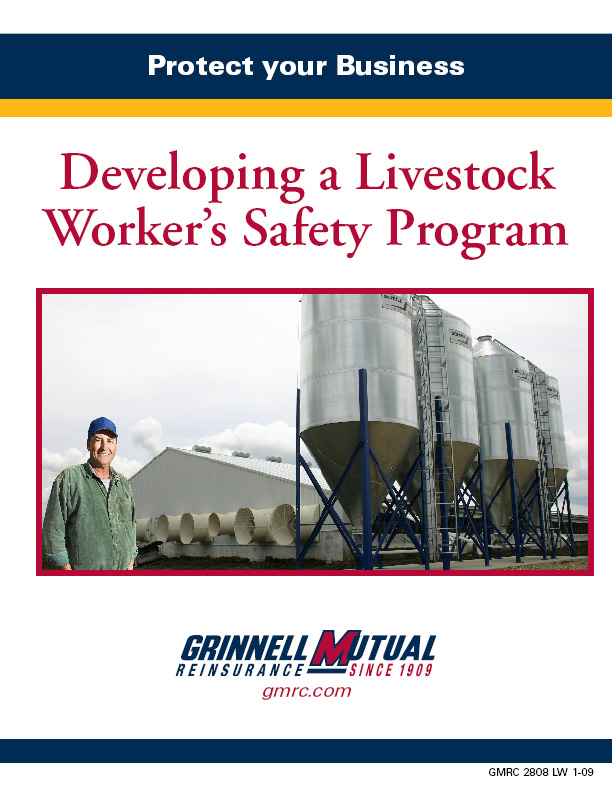 Protect your Business
Developing a Livestock
Worker's Safety Program
GRINNELL MUTUAL
REINSURANCE SINCE 1909
gmrc.com
GMRC 2808 LW 1-09